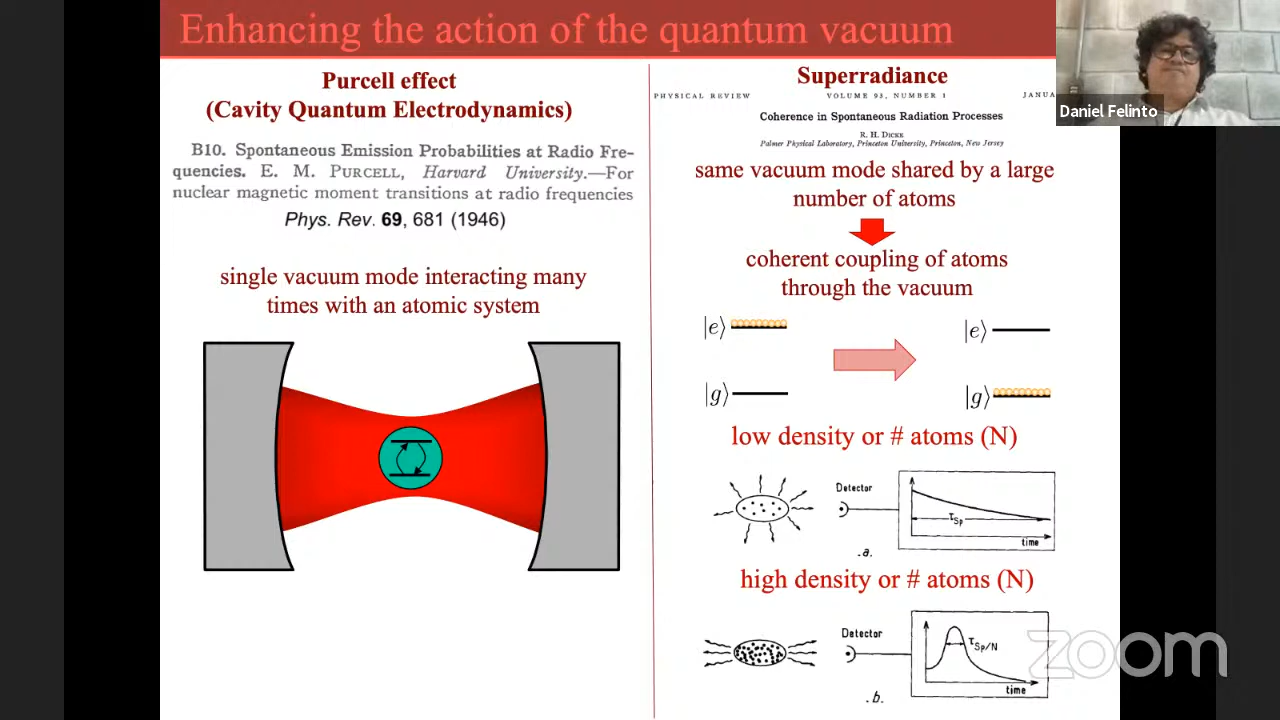 Enhancing the action of the quantum vacuum
Daniel Felinto
Purcell effect
(Cavity Quantum Electrodynamics)
B10. Spontaneous Emission Probabilities at Radio Fre-
quencies. E. M. PURCELL, Harvard University.—For
nuclear magnetic moment transitions at radio frequencies
Phys. Rev. 69, 681 (1946)
single vacuum mode interacting many
times with an atomic system
Superradiance
PHYSICAL REVIEW VOLUME 93, NUMBER 1 JANUA
Coherence in Spontaneous Radiation Processes
R. H. DICKE
Palmer Physical Laboratory, Princeton University, Princeton, New Jersey
same vacuum mode shared by a large
number of atoms
coherent coupling of atoms
through the vacuum
|e⟩ |e⟩
|g⟩ |g⟩
low density or # atoms (N)
Detector
τSp
time
.a.
high density or # atoms (N)
Detector
τSp/N
time
.b.
zoom